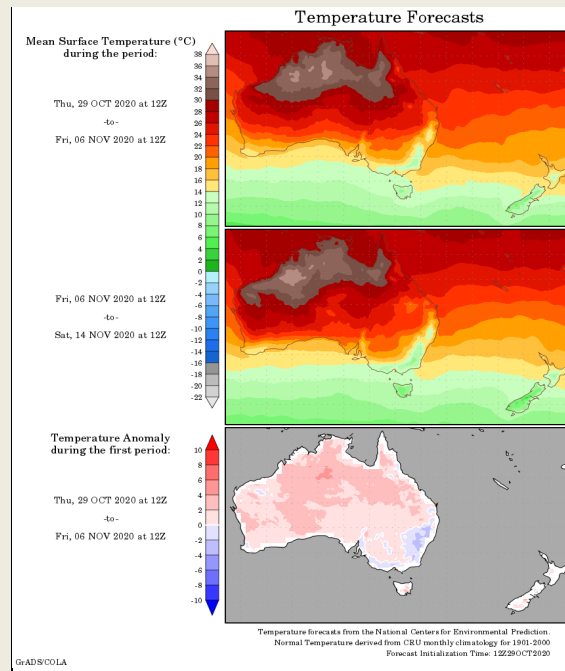 Temperature Forecasts
Mean Surface Temperature (°C)
during the period:
Thu, 29 OCT 2020 at 12Z
-to-
Fri, 06 NOV 2020 at 12Z
38
36
34
32
30
28
26
24
22
20
18
16
14
12
10
8
6
4
2
0
-2
-4
-6
-8
-10
-12
-14
-16
-18
-20
-22
Fri, 06 NOV 2020 at 12Z
-to-
Sat, 14 NOV 2020 at 12Z
Temperature Anomaly
during the first period:
Thu, 29 OCT 2020 at 12Z
-to-
Fri, 06 NOV 2020 at 12Z
10
8
6
4
2
0
-2
-4
-6
-8
-10
Temperature forecasts from the National Centers for Environmental Prediction.
Normal Temperature derived from CRU monthly climatology for 1901-2000
Forecast Initialization Time: 12Z29OCT2020
GrADS/COLA